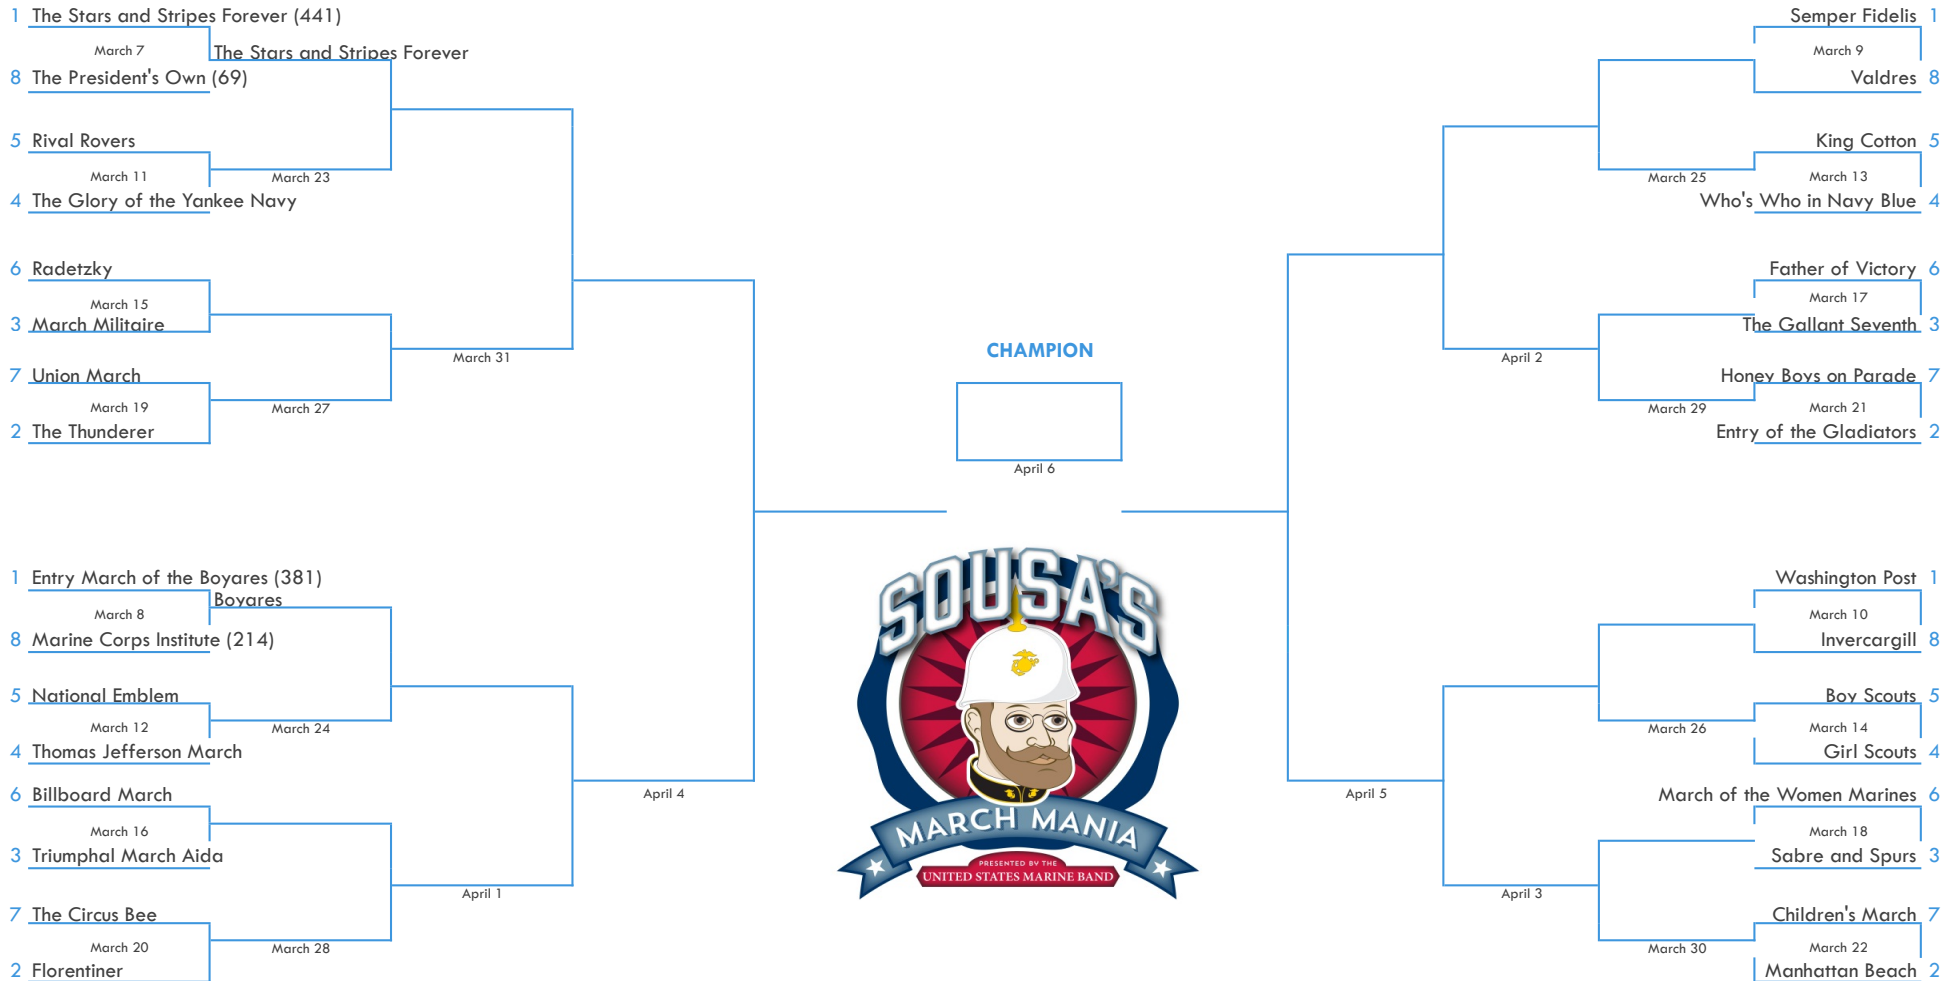 1 The Stars and Stripes Forever (441)
March 7
The Stars and Stripes Forever
8 The President's Own (69)
5 Rival Rovers
March 11
March 23
4 The Glory of the Yankee Navy
6 Radetzky
March 15
3 March Militaire
March 31
7 Union March
March 19
March 27
2 The Thunderer
1 Entry March of the Boyares (381)
Boyares
March 8
8 Marine Corps Institute (214)
5 National Emblem
March 12
March 24
4 Thomas Jefferson March
6 Billboard March
April 4
March 16
3 Triumphal March Aida
April 1
7 The Circus Bee
March 20
March 28
2 Florentiner
CHAMPION
April 6
SOUSA'S
MARCH MANIA
PRESENTED BY THE
UNITED STATES MARINE BAND
Semper Fidelis 1
March 9
Valdres 8
King Cotton 5
March 13
March 25
Who's Who in Navy Blue 4
Father of Victory 6
March 17
The Gallant Seventh 3
April 2
Honey Boys on Parade 7
March 21
March 29
Entry of the Gladiators 2
Washington Post 1
March 10
Invercargill 8
Boy Scouts 5
March 14
March 26
Girl Scouts 4
April 5
March of the Women Marines 6
March 18
Sabre and Spurs 3
April 3
Children's March 7
March 22
March 30
Manhattan Beach 2